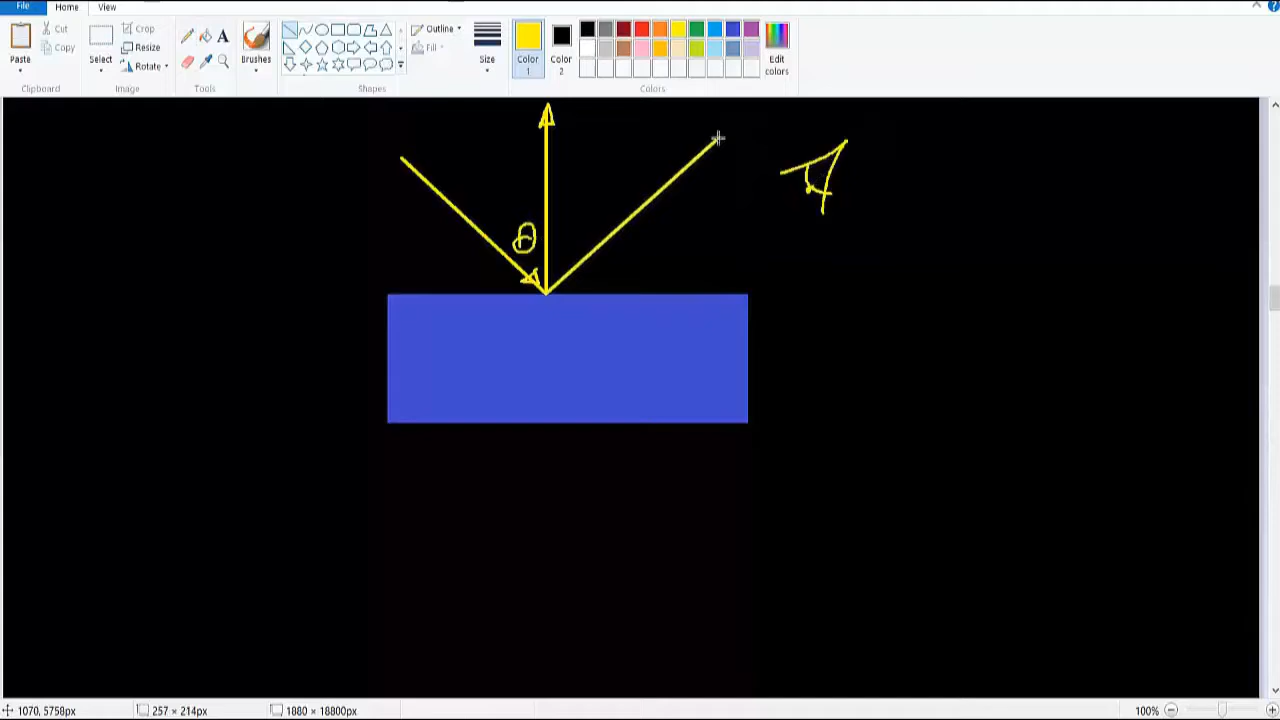 File Home View
Paste
Cut
Copy
Clipboard
Select
Crop
Resize
Rotate
Image
Tools
Brushes
Shapes
Outline
Fill
Size
Color
1
Color
2
Colors
Edit
colors
θ
1070, 5758px 257 × 214px 1880 × 18800px 100%